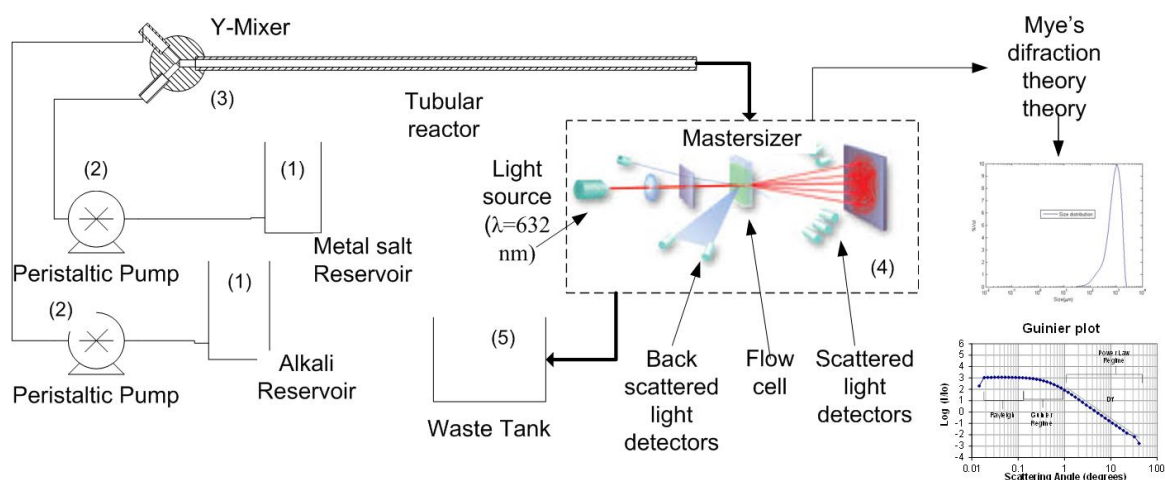 Y-Mixer
(3)
Tubular
reactor
(2)
(1)
Metal salt
Reservoir
Peristaltic Pump
(2)
(1)
Alkali
Reservoir
Peristaltic Pump
Mastersizer
Light
source
(λ=632
nm)
(4)
(5)
Waste Tank
Back
scattered
light
detectors
Flow
cell
Scattered
light
detectors
Mye's
difraction
theory
theory
Size distribution
Guinier plot
Power Law
Regime
Rayleigh
Guinier
Regime
Df
Log (I/Io)
6
5
4
3
2
1
0
-1
-2
-3
-4
0.01 0.1 1 10 100
Scattering Angle (degrees)